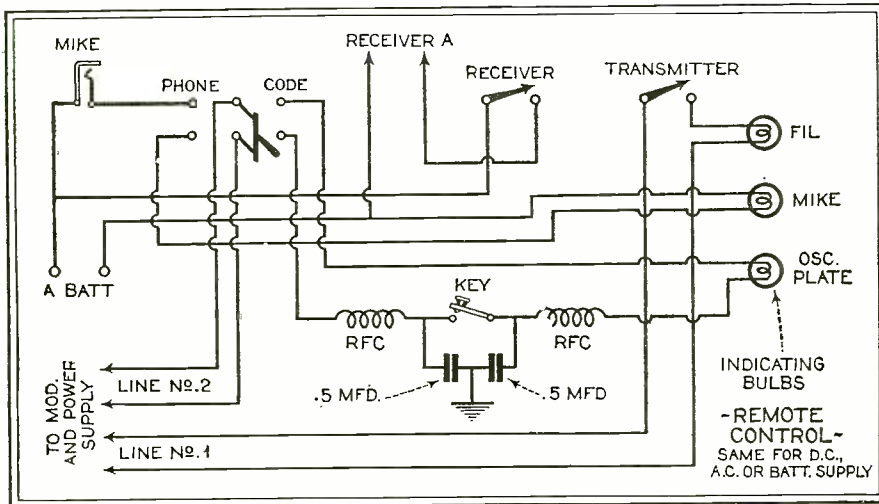 MIKE
PHONE
CODE
RECEIVER A
RECEIVER
TRANSMITTER
FIL
MIKE
OSC.
PLATE
A BATT
KEY
RFC
RFC
.5 MFD.
.5 MFD
INDICATING
BULBS
TO MOD.
AND POWER
SUPPLY
LINE Nº.2
LINE Nº.1
~REMOTE
CONTROL~
SAME FOR D.C.,
A.C. OR BATT. SUPPLY